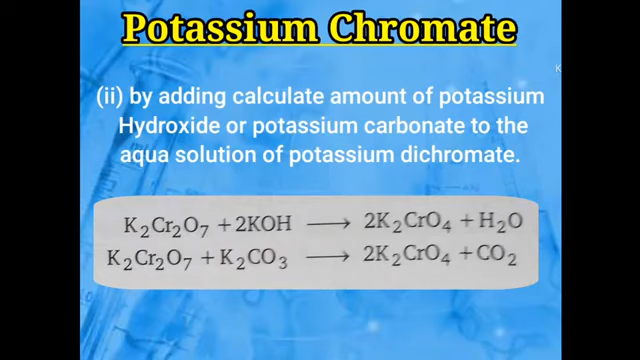 Potassium Chromate
K
(ii) by adding calculate amount of potassium
Hydroxide or potassium carbonate to the
aqua solution of potassium dichromate.
K₂Cr₂O₇ + 2KOH ⟶ 2K₂CrO₄ + H₂O
K₂Cr₂O₇ + K₂CO₃ ⟶ 2K₂CrO₄ + CO₂